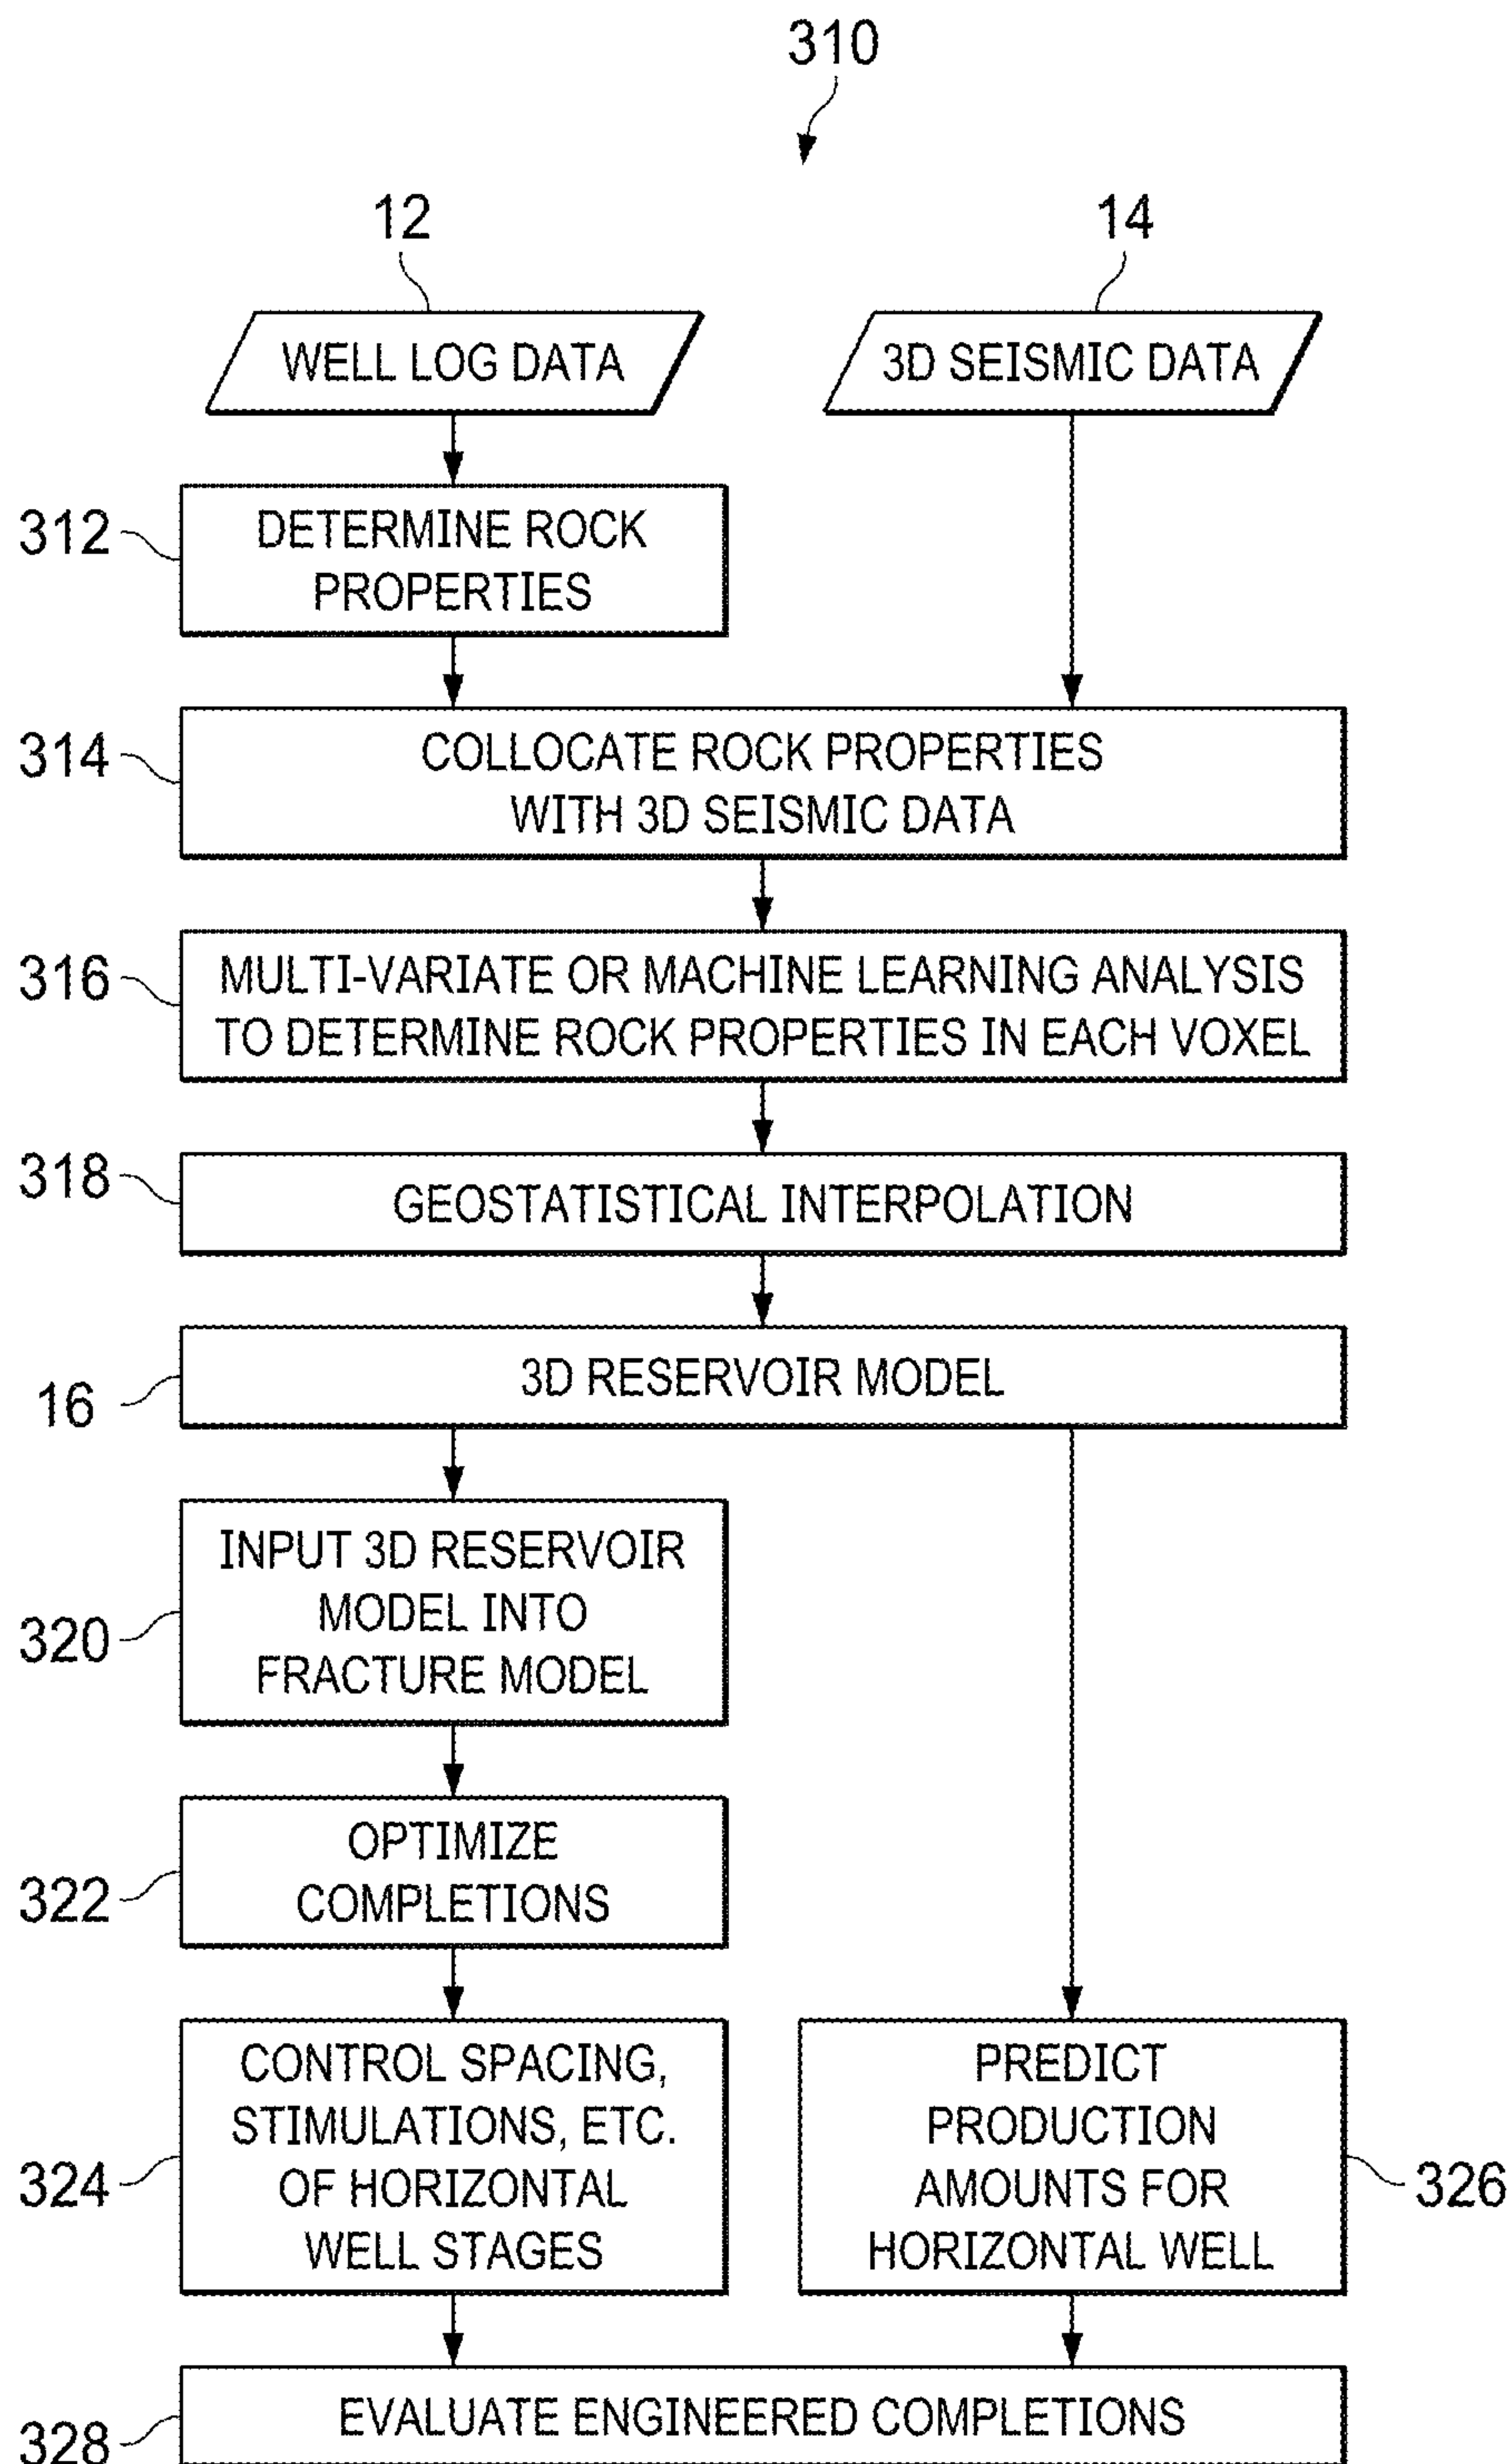 310
12
14
WELL LOG DATA
3D SEISMIC DATA
312
DETERMINE ROCK
PROPERTIES
314
COLLOCATE ROCK PROPERTIES
WITH 3D SEISMIC DATA
316
MULTI-VARIATE OR MACHINE LEARNING ANALYSIS
TO DETERMINE ROCK PROPERTIES IN EACH VOXEL
318
GEOSTATISTICAL INTERPOLATION
16
3D RESERVOIR MODEL
320
INPUT 3D RESERVOIR
MODEL INTO
FRACTURE MODEL
322
OPTIMIZE
COMPLETIONS
324
CONTROL SPACING,
STIMULATIONS, ETC.
OF HORIZONTAL
WELL STAGES
PREDICT
PRODUCTION
AMOUNTS FOR
HORIZONTAL WELL
326
328
EVALUATE ENGINEERED COMPLETIONS